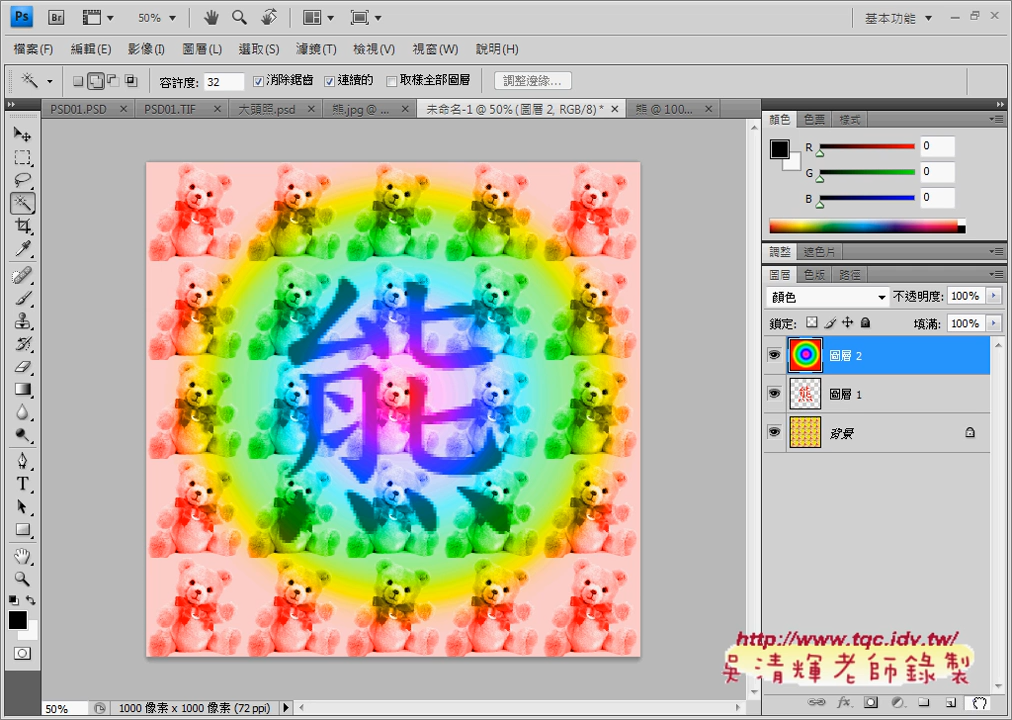 Ps Br 50% 基本功能
檔案(F) 編輯(E) 影像(I) 圖層(L) 選取(S) 濾鏡(T) 檢視(V) 視窗(W) 說明(H)
容許度: 32 消除鋸齒 連續的 取樣全部圖層 調整邊緣...
PSD01.PSD PSD01.TIF 大頭照.psd 熊.jpg @ ... 未命名-1 @ 50% (圖層 2, RGB/8) * 熊 @ 100...
顏色 色票 樣式
R 0
G 0
B 0
調整 遮色片
圖層 色版 路徑
顏色 不透明度: 100%
鎖定: 填滿: 100%
圖層 2
圖層 1
背景
熊
T
http://www.tqc.idv.tw/
吳清輝老師錄製
50% 1000 像素 x 1000 像素 (72 ppi)
fx